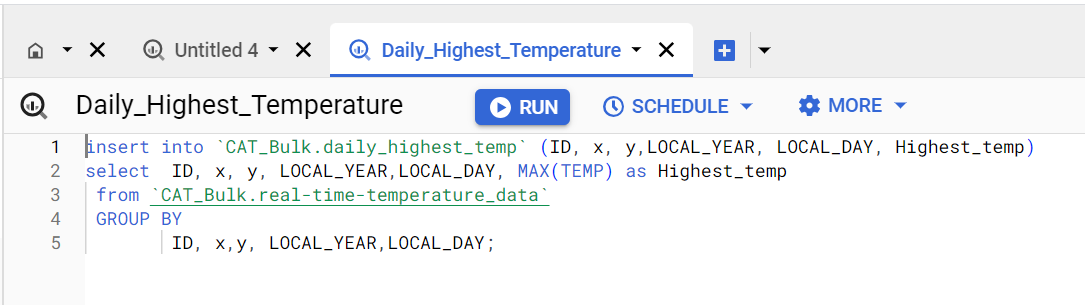 Untitled 4 Daily_Highest_Temperature
Daily_Highest_Temperature RUN SCHEDULE MORE
1 insert into `CAT_Bulk.daily_highest_temp` (ID, x, y,LOCAL_YEAR, LOCAL_DAY, Highest_temp)
2 select  ID, x, y, LOCAL_YEAR,LOCAL_DAY, MAX(TEMP) as Highest_temp
3  from `CAT_Bulk.real-time-temperature_data`
4  GROUP BY
5        ID, x,y, LOCAL_YEAR,LOCAL_DAY;